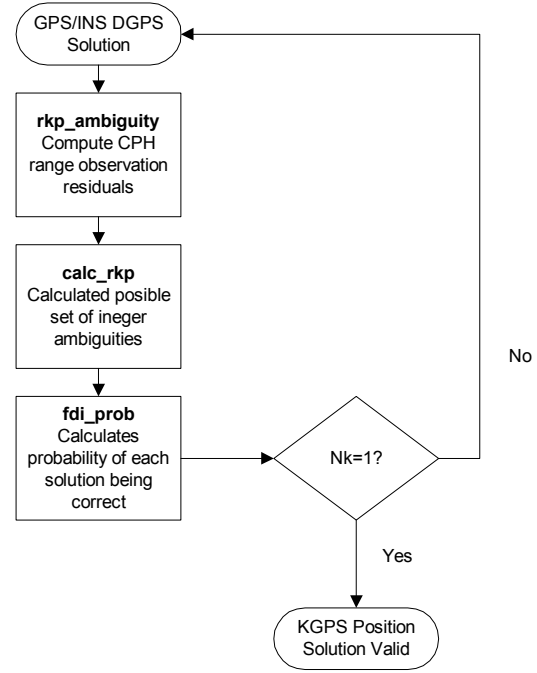 GPS/INS DGPS
Solution
rkp_ambiguity
Compute CPH
range observation
residuals
calc_rkp
Calculated posible
set of ineger
ambiguities
fdi_prob
Calculates
probability of each
solution being
correct
Nk=1?
No
Yes
KGPS Position
Solution Valid